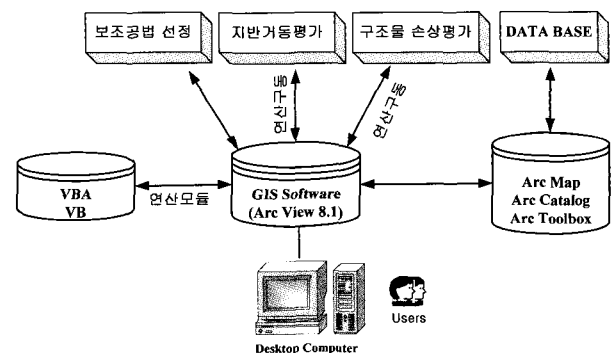 보조공법 선정
지반거동평가
구조물 손상평가
DATA BASE
연산구동
연산구동
VBA
VB
연산모듈
GIS Software
(Arc View 8.1)
Arc Map
Arc Catalog
Arc Toolbox
Users
Desktop Computer